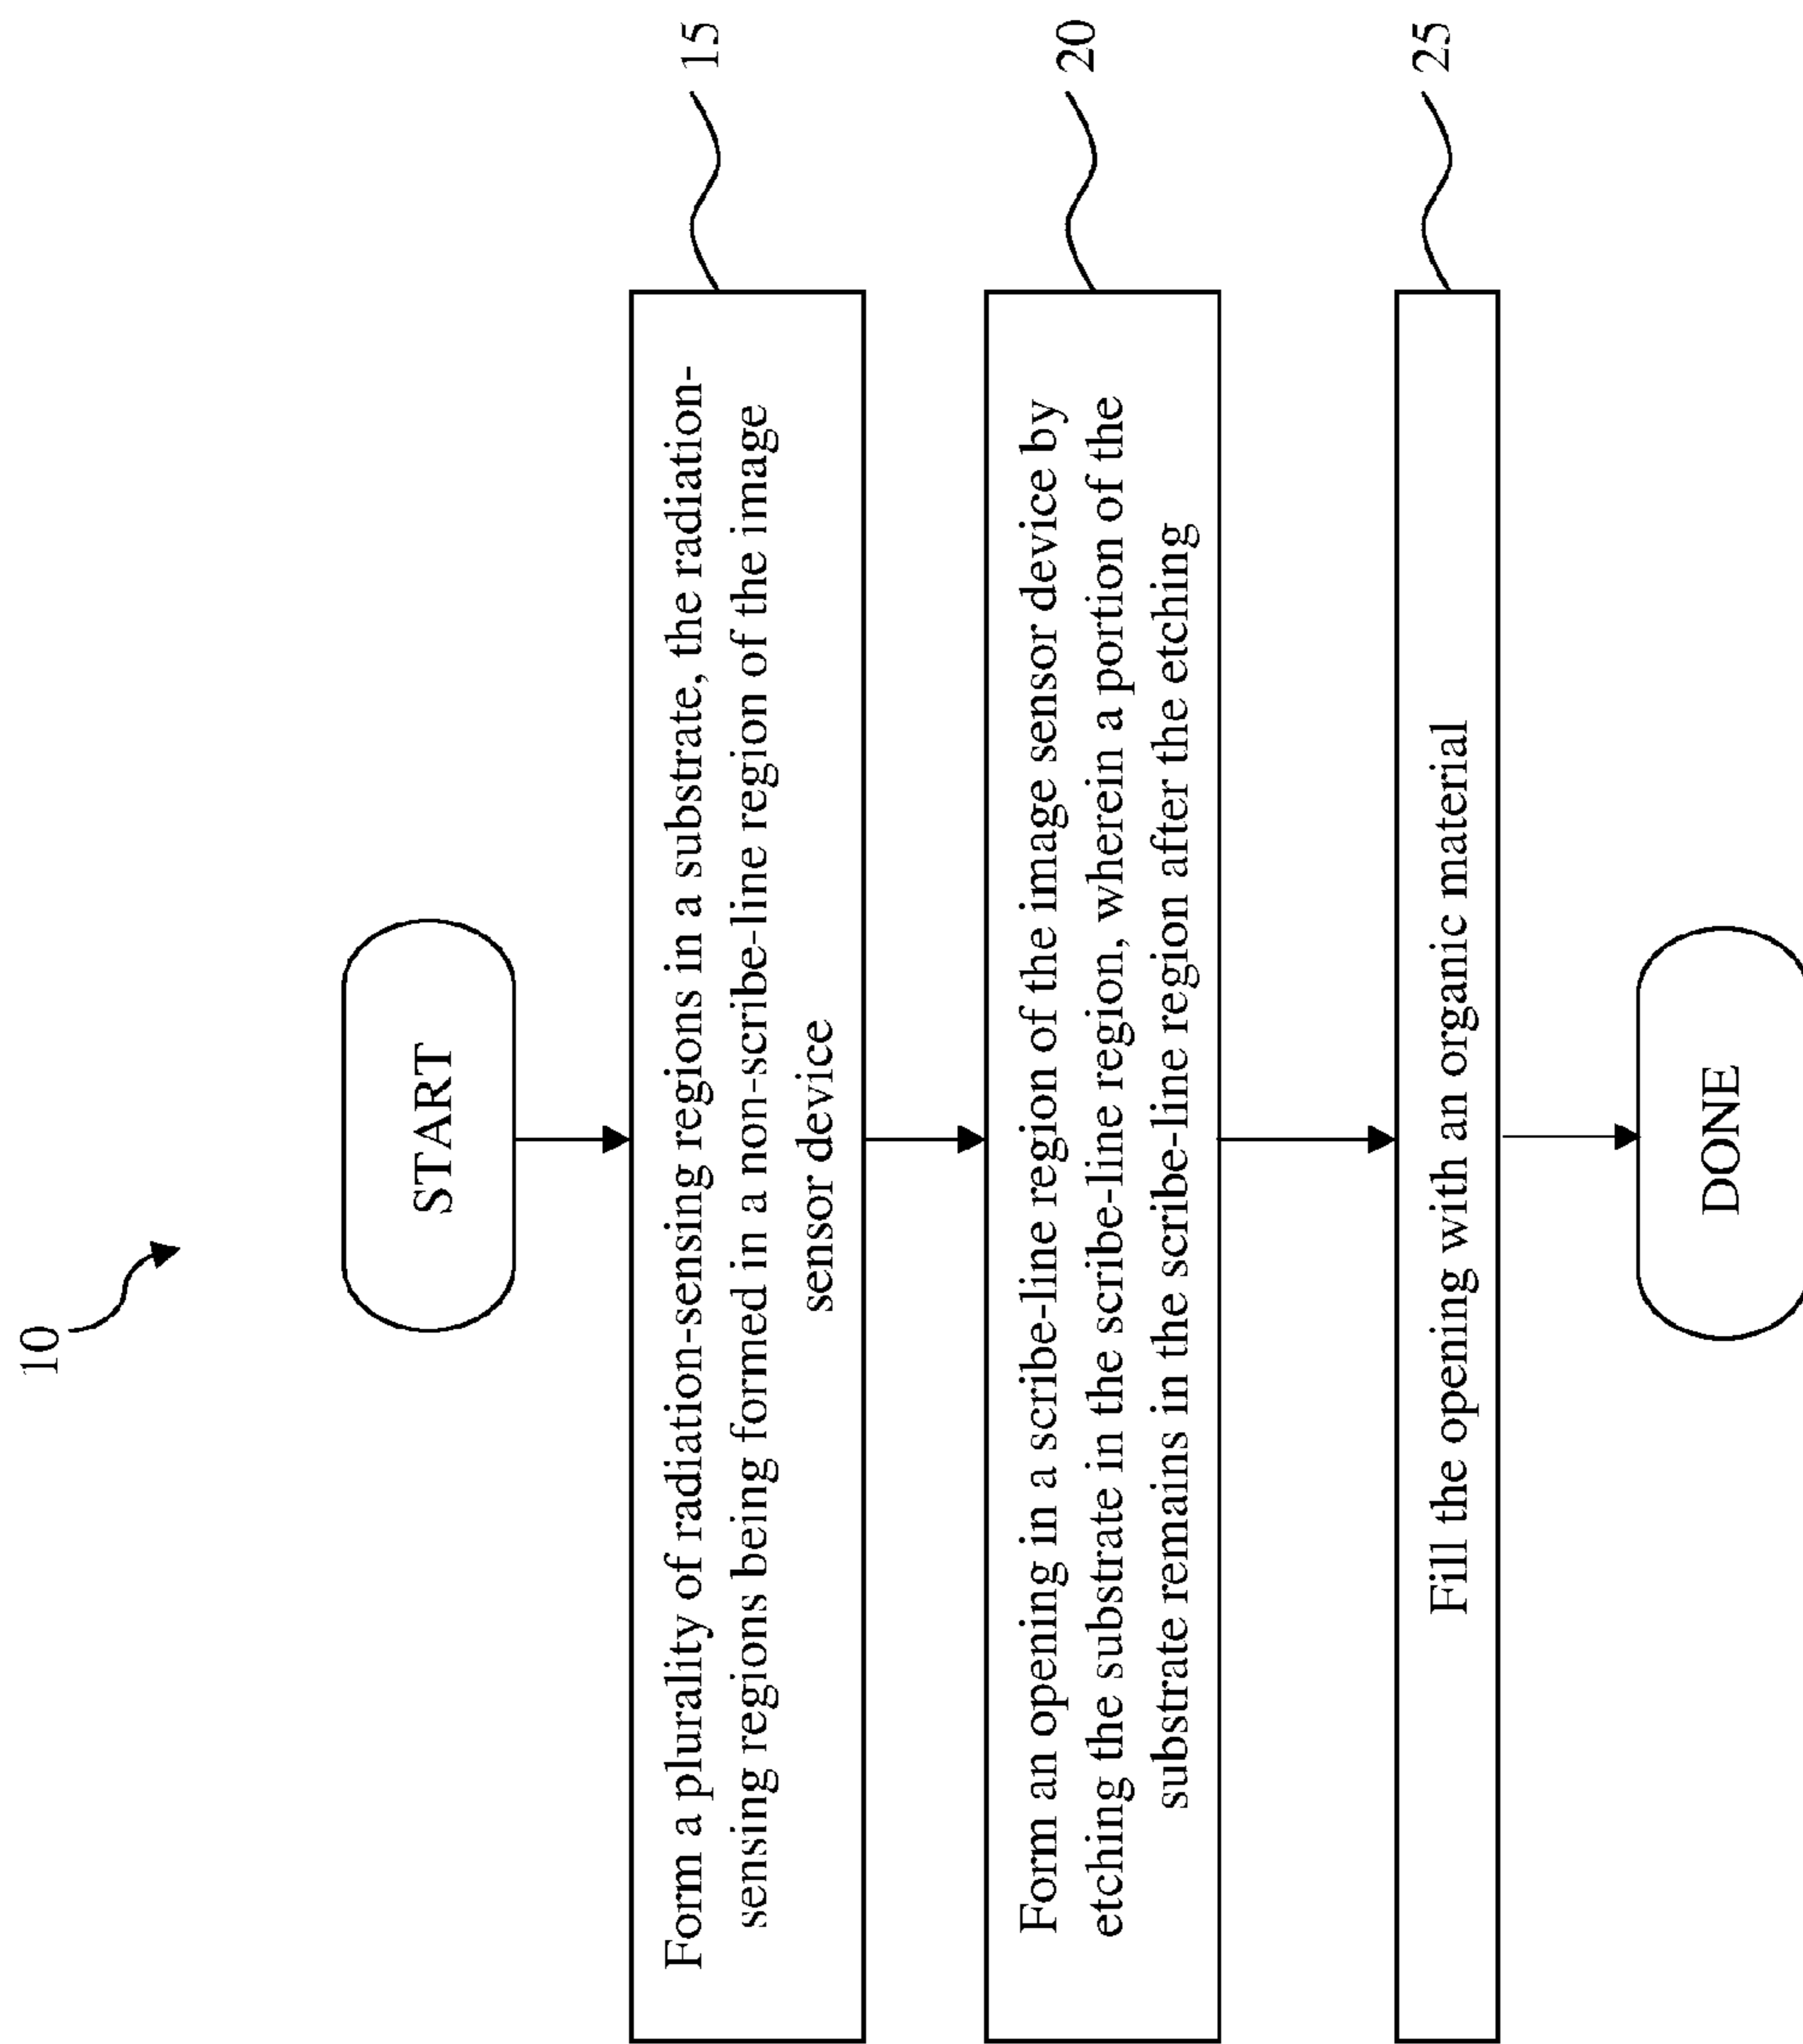 10
START
Form a plurality of radiation-sensing regions in a substrate, the radiation-
sensing regions being formed in a non-scribe-line region of the image
sensor device
15
Form an opening in a scribe-line region of the image sensor device by
etching the substrate in the scribe-line region, wherein a portion of the
substrate remains in the scribe-line region after the etching
20
Fill the opening with an organic material
25
DONE